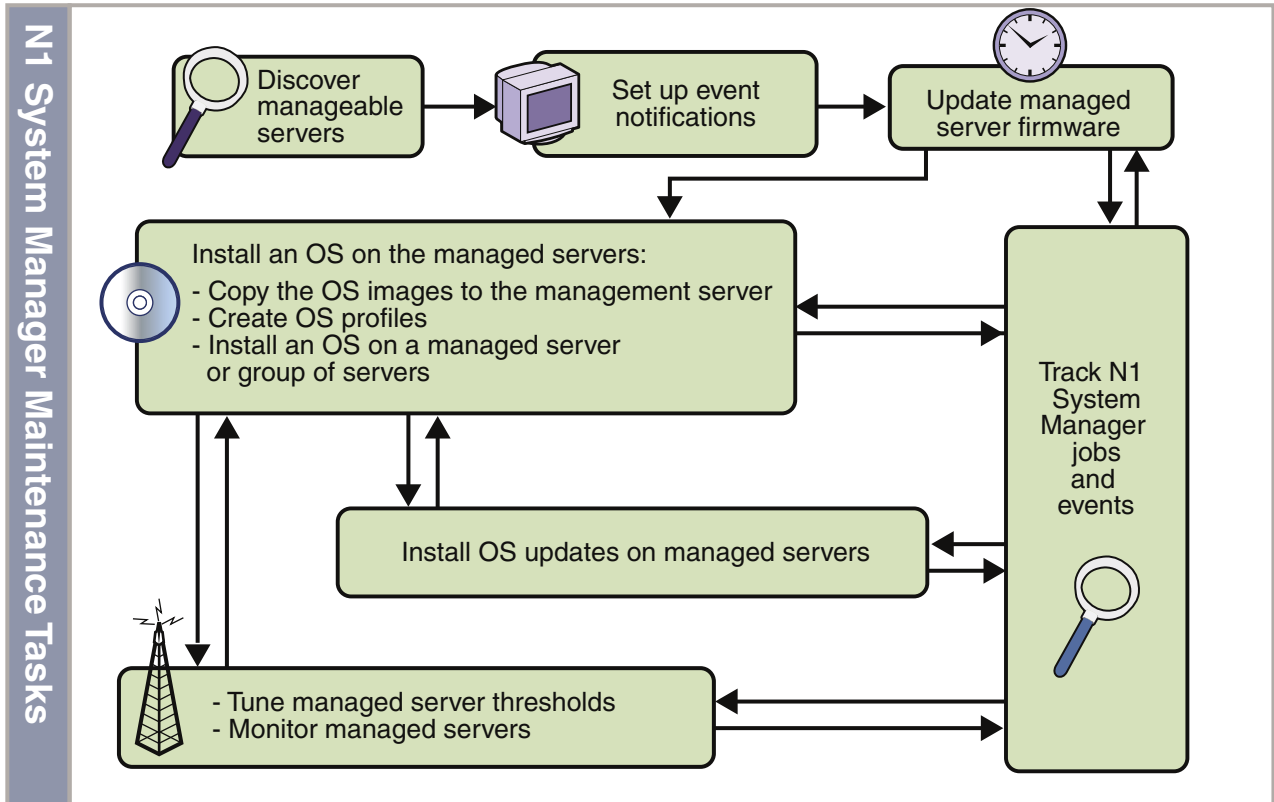 N1 System Manager Maintenance Tasks
Discover
manageable
servers
Set up event
notifications
Update managed
server firmware
Install an OS on the managed servers:
- Copy the OS images to the management server
- Create OS profiles
- Install an OS on a managed server
or group of servers
Track N1
System
Manager
jobs
and
events
Install OS updates on managed servers
- Tune managed server thresholds
- Monitor managed servers